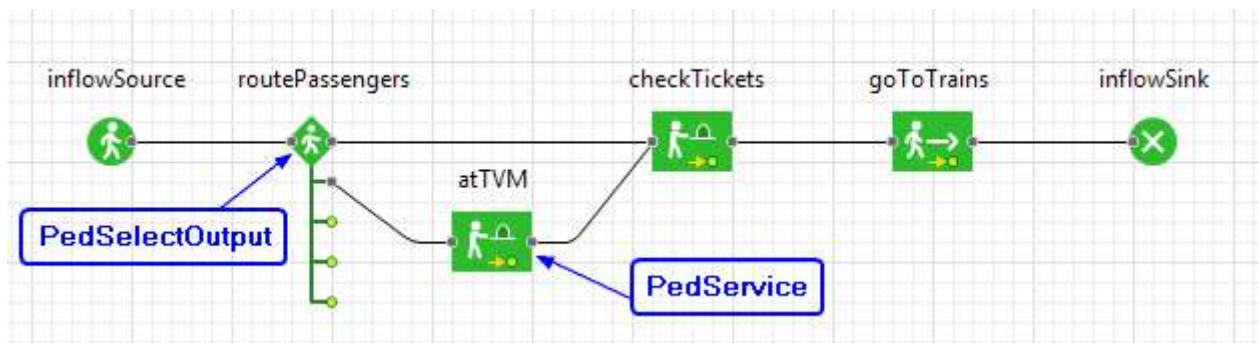 inflowSource
routePassengers
checkTickets
goToTrains
inflowSink
atTVM
PedSelectOutput
PedService